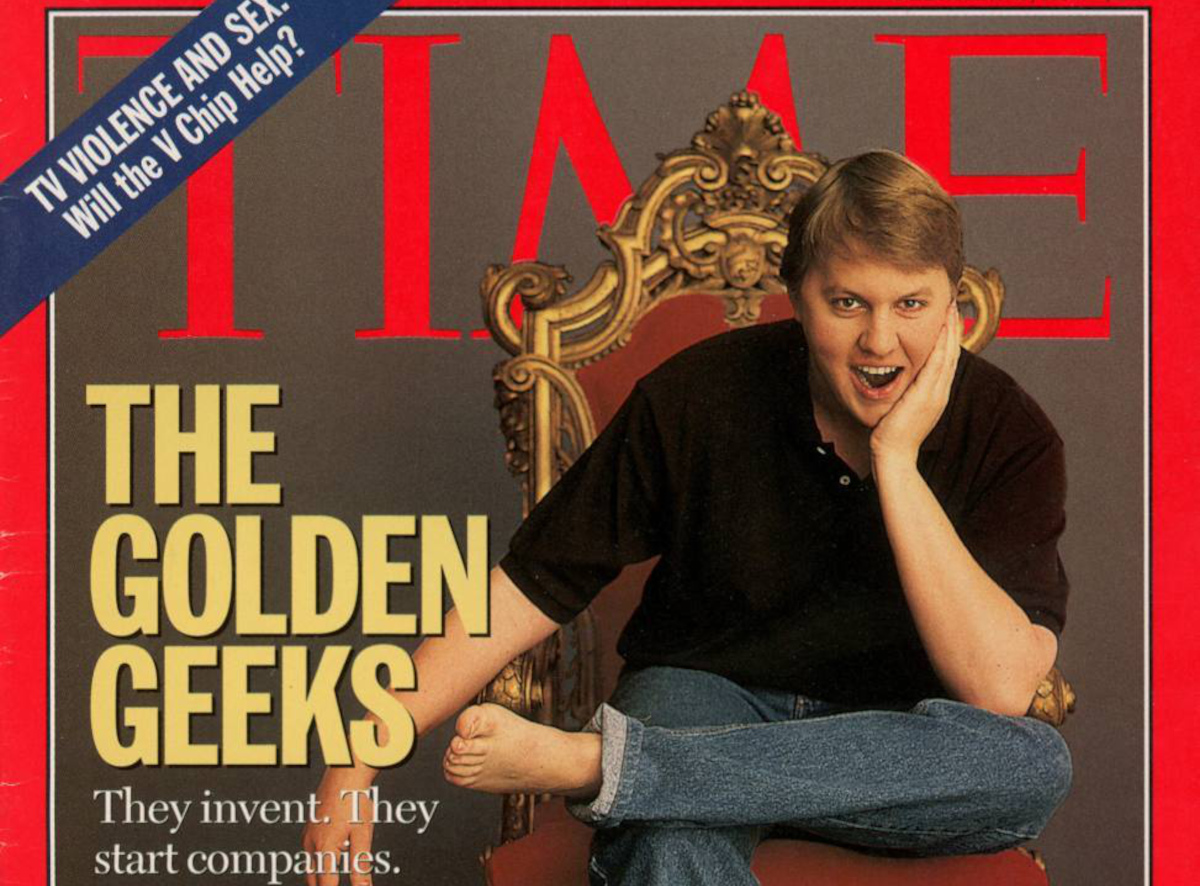 TV VIOLENCE AND SEX.
Will the V Chip Help?
TIME
THE
GOLDEN
GEEKS
They invent. They
start companies.